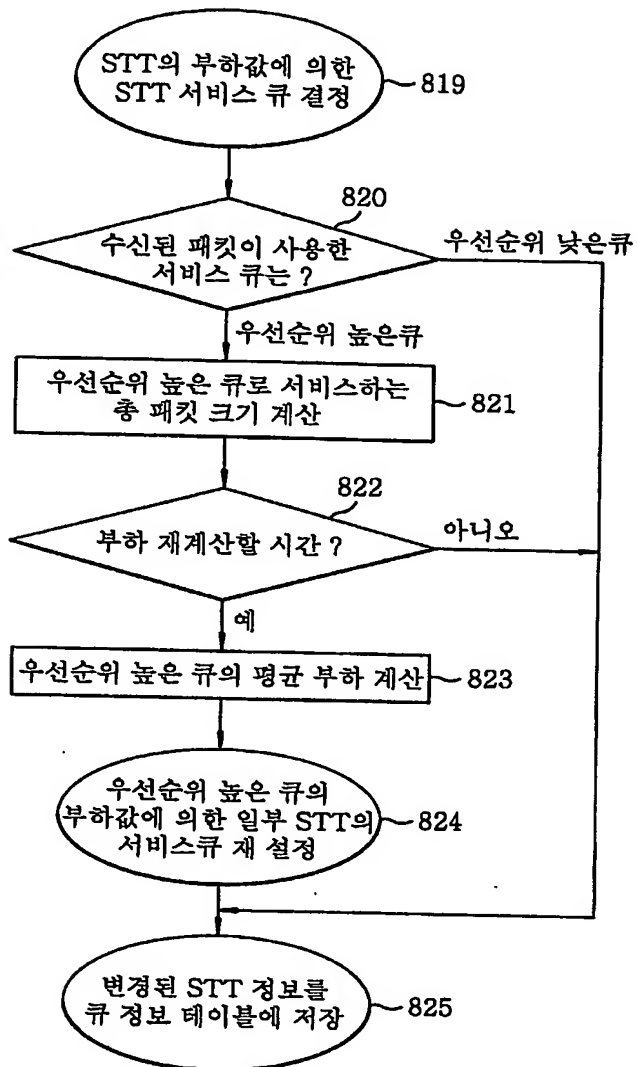 STT의 부하값에 의한
STT 서비스 큐 결정
819
820
수신된 패킷이 사용한
서비스 큐는 ?
우선순위 낮은큐
우선순위 높은큐
우선순위 높은 큐로 서비스하는
총 패킷 크기 계산
821
822
부하 재계산할 시간 ?
아니오
예
우선순위 높은 큐의 평균 부하 계산
823
우선순위 높은 큐의
부하값에 의한 일부 STT의
서비스큐 재 설정
824
변경된 STT 정보를
큐 정보 테이블에 저장
825